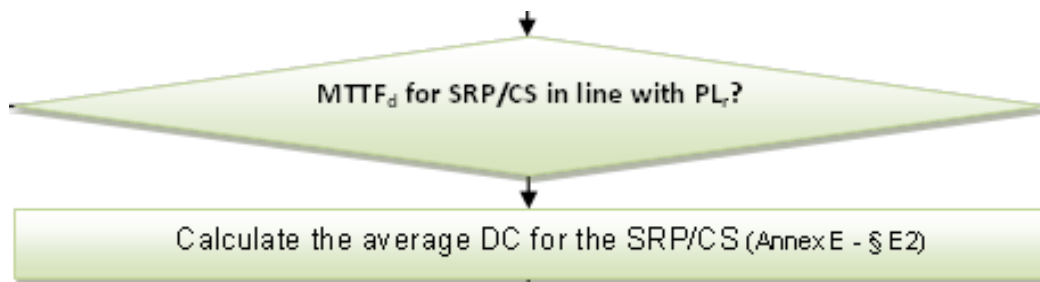 MTTFd for SRP/CS in line with PLr?
Calculate the average DC for the SRP/CS (Annex E - § E2)